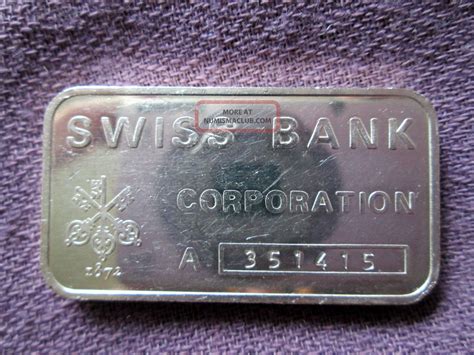 SWISS BANK
MORE AT
NUMISMACLUB.COM
CORPORATION
A 351415
1872